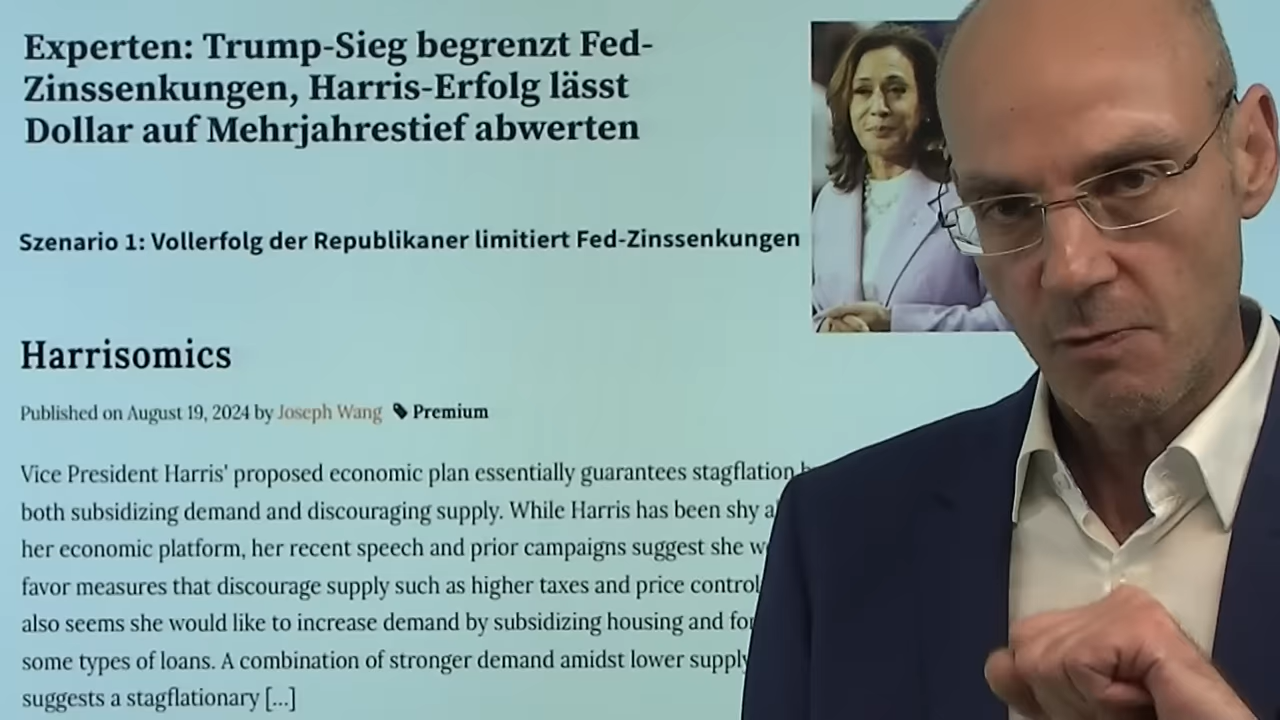 Experten: Trump-Sieg begrenzt Fed-
Zinssenkungen, Harris-Erfolg lässt
Dollar auf Mehrjahrestief abwerten
Szenario 1: Vollerfolg der Republikaner limitiert Fed-Zinssenkungen
Harrisomics
Published on August 19, 2024 by Joseph Wang Premium
Vice President Harris' proposed economic plan essentially guarantees stagflation
both subsidizing demand and discouraging supply. While Harris has been shy
her economic platform, her recent speech and prior campaigns suggest she
favor measures that discourage supply such as higher taxes and price
also seems she would like to increase demand by subsidizing housing and
some types of loans. A combination of stronger demand amidst lower supply
suggests a stagflationary [...]